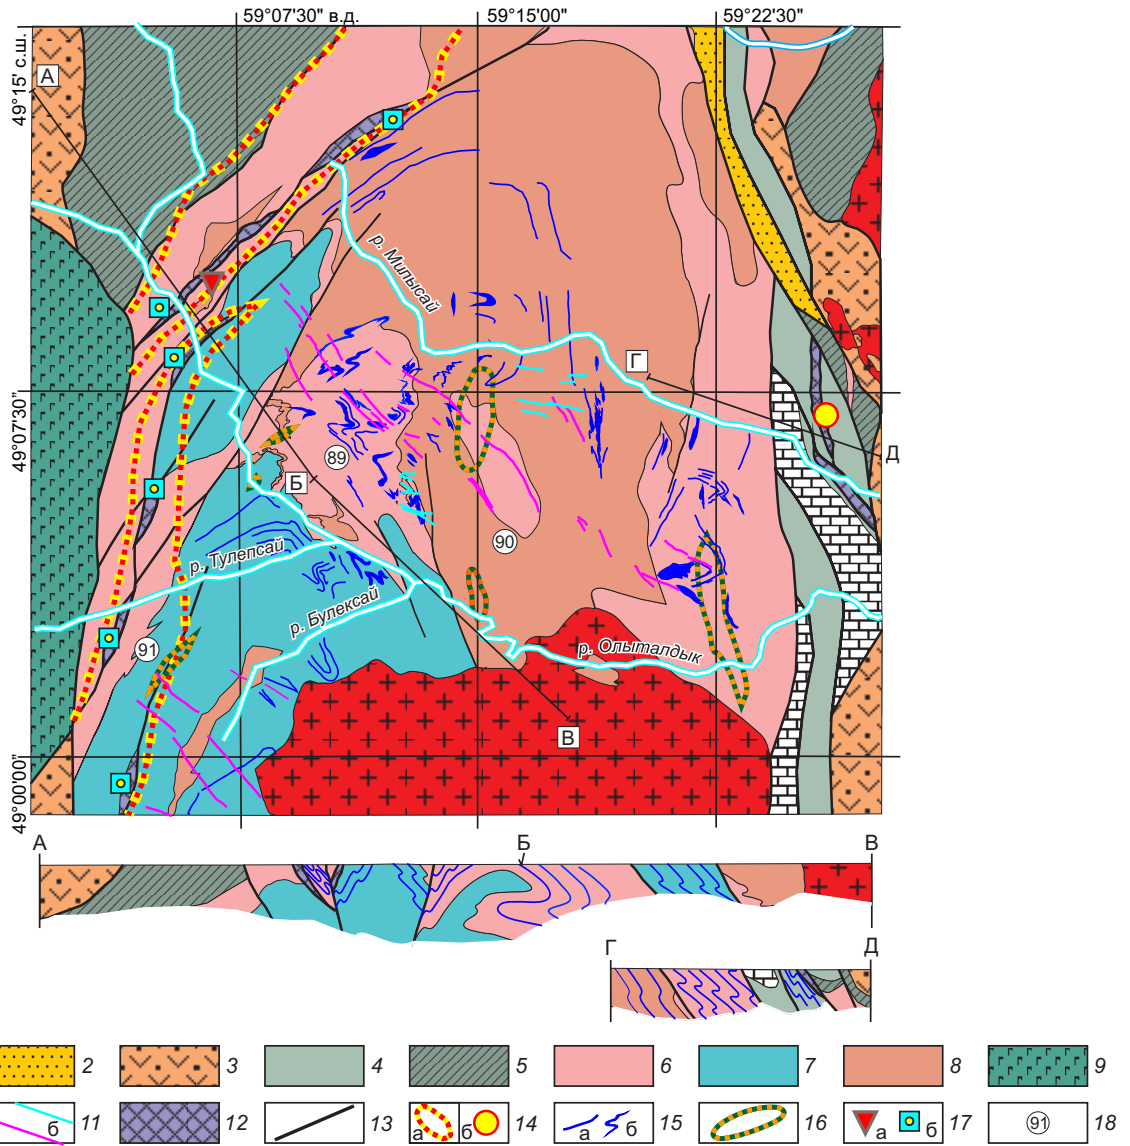 59°07'30" в.д.
59°15'00"
59°22'30"
49°15' с.ш.
А
р. Милысай
Г
49°07'30"
Д
89
Б
90
р. Тулепсай
р. Булексай
91
р. Олыталдык
В
49°00'00"
А
Б
В
Г
Д
2
3
4
5
6
7
8
9
б
11
12
13
а
б
14
а
б
15
16
а
б
17
91
18